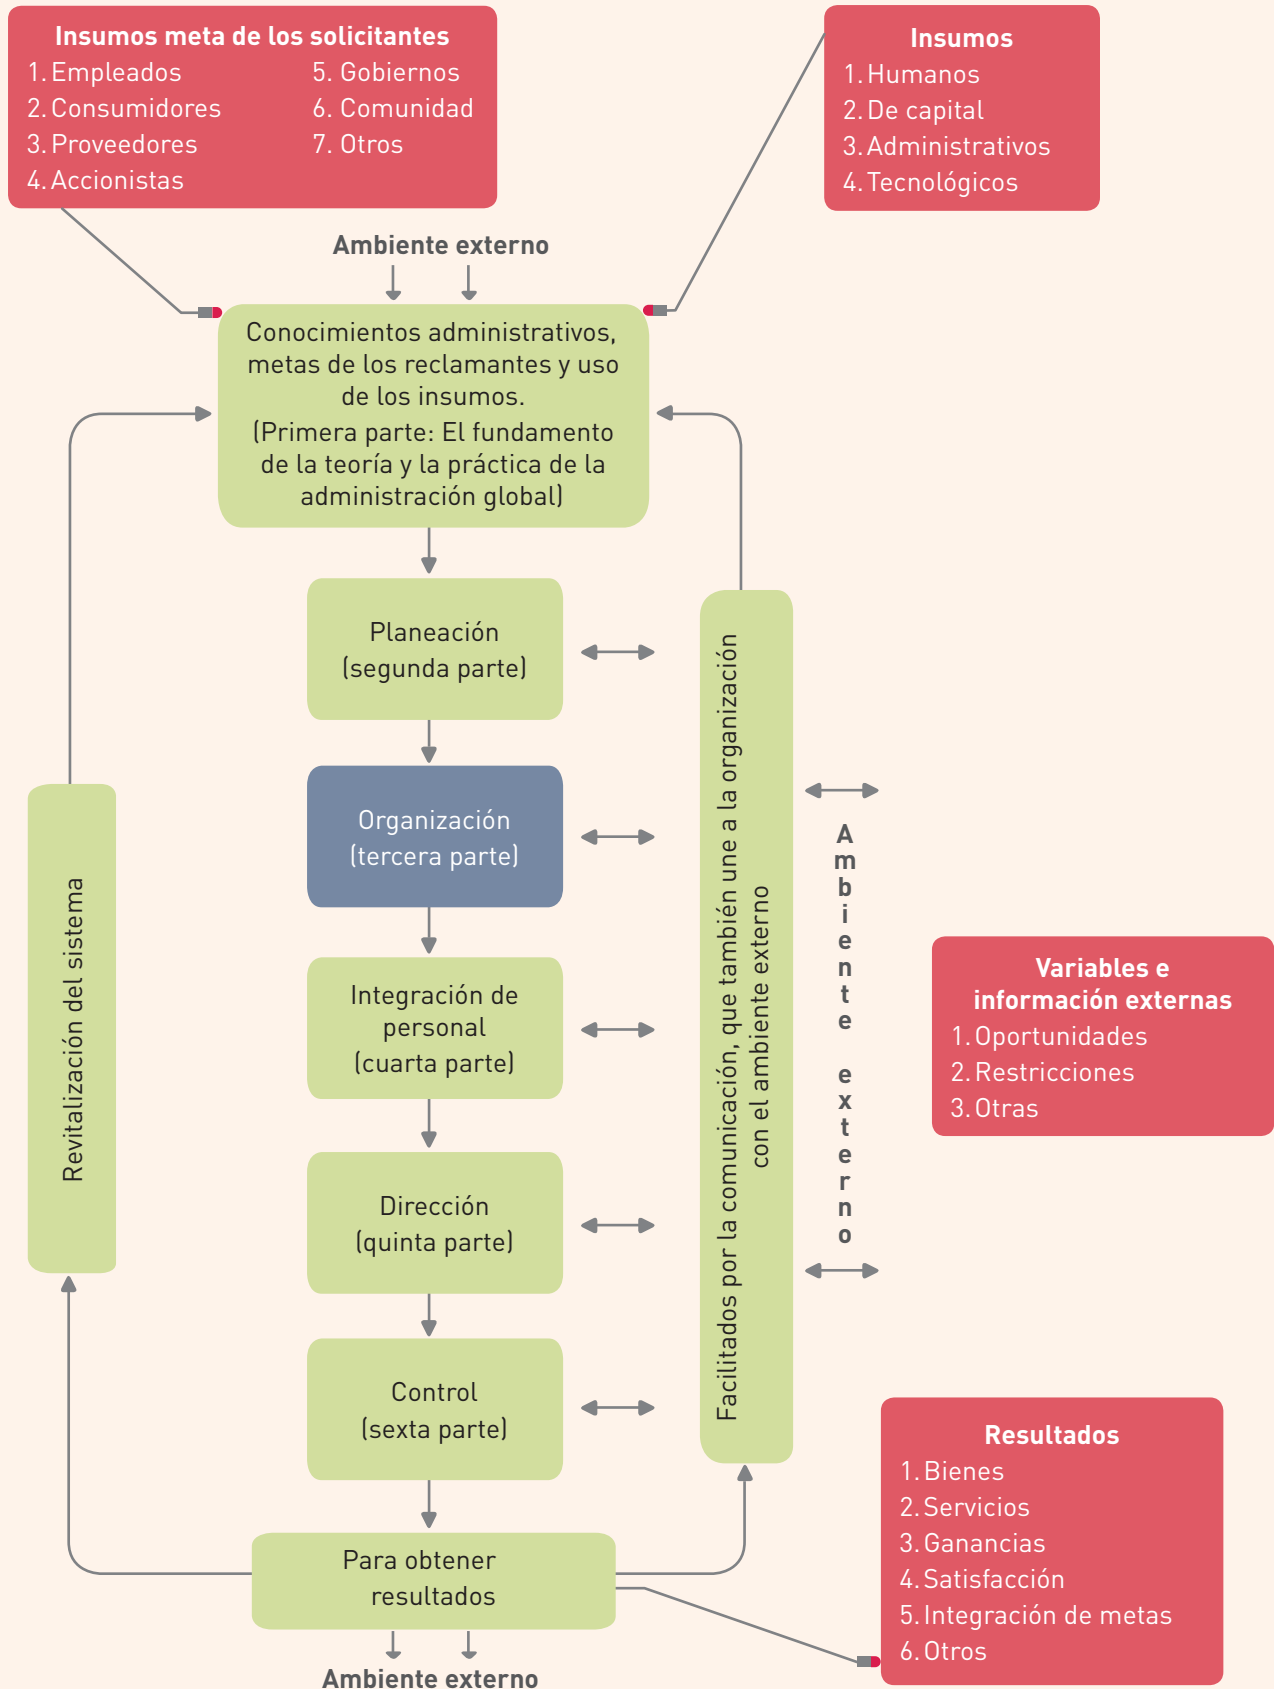 Insumos meta de los solicitantes
1. Empleados
2. Consumidores
3. Proveedores
4. Accionistas
5. Gobiernos
6. Comunidad
7. Otros
Insumos
1. Humanos
2. De capital
3. Administrativos
4. Tecnológicos
Ambiente externo
Conocimientos administrativos,
metas de los reclamantes y uso
de los insumos.
(Primera parte: El fundamento
de la teoría y la práctica de la
administración global)
Planeación
(segunda parte)
Organización
(tercera parte)
Integración de
personal
(cuarta parte)
Dirección
(quinta parte)
Control
(sexta parte)
Para obtener
resultados
Ambiente externo
Revitalización del sistema
Facilitados por la comunicación, que también une a la organización
con el ambiente externo
Ambiente externo
Variables e
información externas
1. Oportunidades
2. Restricciones
3. Otras
Resultados
1. Bienes
2. Servicios
3. Ganancias
4. Satisfacción
5. Integración de metas
6. Otros